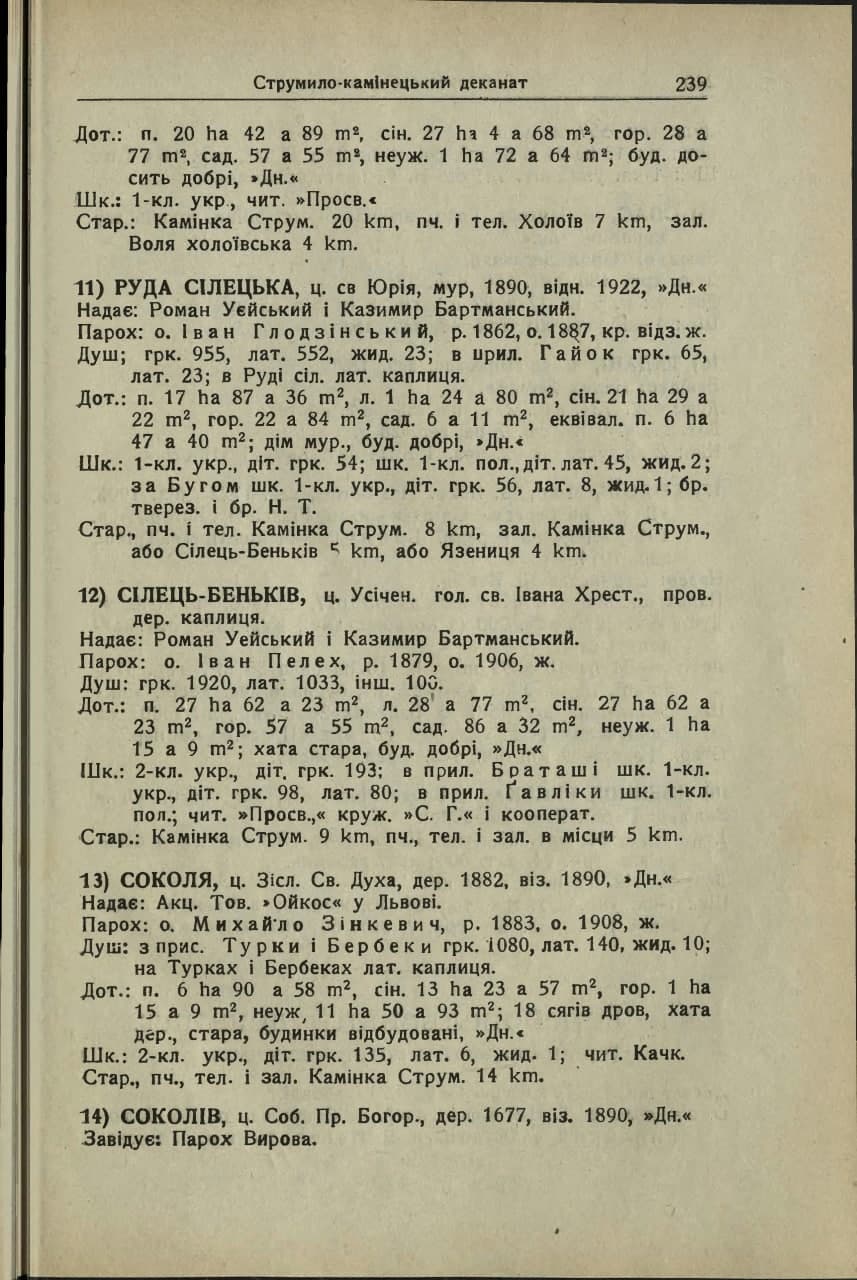 Струмило-камінецький деканат 239
Дот.: п. 20 ha 42 a 89 m², сін. 27 ha 4 a 68 m², гор. 28 a
77 m², сад. 57 a 55 m², неуж. 1 ha 72 a 64 m²; буд. до-
сить добрі, »Дн.«
Шк.: 1-кл. укр., чит. »Просв.«
Стар.: Камінка Струм. 20 km, пч. і тел. Холоїв 7 km, зал.
Воля холоївська 4 km.
11) РУДА СІЛЕЦЬКА, ц. св Юрія, мур, 1890, відн. 1922, »Дн.«
Надає: Роман Уєйський і Казимир Бартманський.
Парох: о. Іван Глодзінський, р. 1862, о. 1887, кр. відз. ж.
Душ; грк. 955, лат. 552, жид. 23; в прил. Гайок грк. 65,
лат. 23; в Руді сіл. лат. каплиця.
Дот.: п. 17 ha 87 a 36 m², л. 1 ha 24 a 80 m², сін. 21 ha 29 a
22 m², гор. 22 a 84 m², сад. 6 a 11 m², еквівал. п. 6 ha
47 a 40 m²; дім мур., буд. добрі, »Дн.«
Шк.: 1-кл. укр., діт. грк. 54; шк. 1-кл. пол., діт. лат. 45, жид. 2;
за Бугом шк. 1-кл. укр., діт. грк. 56, лат. 8, жид. 1; бр.
тверез. і бр. Н. Т.
Стар., пч. і тел. Камінка Струм. 8 km, зал. Камінка Струм.,
або Сілець-Беньків km, або Язениця 4 km.
12) СІЛЕЦЬ-БЕНЬКІВ, ц. Усічен. гол. св. Івана Хрест., пров.
дер. каплиця.
Надає: Роман Уейський і Казимир Бартманський.
Парох: о. Іван Пелех, р. 1879, о. 1906, ж.
Душ: грк. 1920, лат. 1033, інш. 100.
Дот.: п. 27 ha 62 a 23 m², л. 28 a 77 m², сін. 27 ha 62 a
23 m², гор. 57 a 55 m², сад. 86 a 32 m², неуж. 1 ha
15 a 9 m²; хата стара, буд. добрі, »Дн.«
Шк.: 2-кл. укр., діт. грк. 193; в прил. Браташі шк. 1-кл.
укр., діт. грк. 98, лат. 80; в прил. Ґавліки шк. 1-кл.
пол.; чит. »Просв.,« круж. »С. Г.« і кооперат.
Стар.: Камінка Струм. 9 km, пч., тел. і зал. в місци 5 km.
13) СОКОЛЯ, ц. Зісл. Св. Духа, дер. 1882, віз. 1890, »Дн.«
Надає: Акц. Тов. »Ойкос« у Львові.
Парох: о. Михайло Зінкевич, р. 1883, о. 1908, ж.
Душ: з прис. Турки і Бербеки грк. 1080, лат. 140, жид. 10;
на Турках і Бербеках лат. каплиця.
Дот.: п. 6 ha 90 a 58 m², сін. 13 ha 23 a 57 m², гор. 1 ha
15 a 9 m², неуж, 11 ha 50 a 93 m²; 18 сягів дров, хата
дер., стара, будинки відбудовані, »Дн.«
Шк.: 2-кл. укр., діт. грк. 135, лат. 6, жид. 1; чит. Качк.
Стар., пч., тел. і зал. Камінка Струм. 14 km.
14) СОКОЛІВ, ц. Соб. Пр. Богор., дер. 1677, віз. 1890, »Дн.«
Завідує: Парох Вирова.